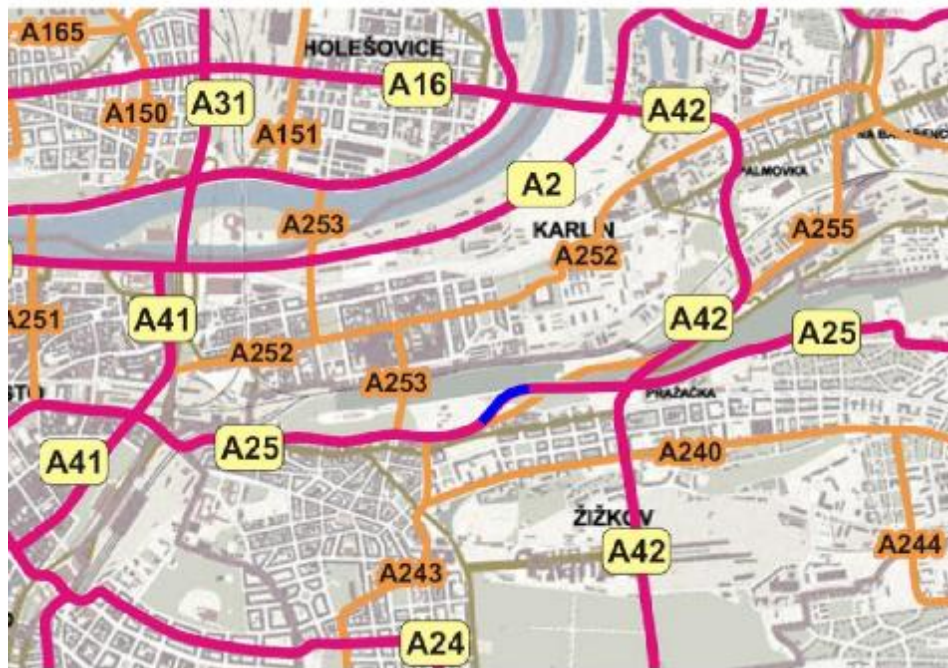 A165
HOLEŠOVICE
A31
A16
A150
A42
A151
PALMOVKA
A2
A253
KARLÍN
A255
A252
A251
A41
A42
A25
A252
A253
PRAŽAČKA
A25
A41
A240
ŽIŽKOV
A42
A244
A243
A24